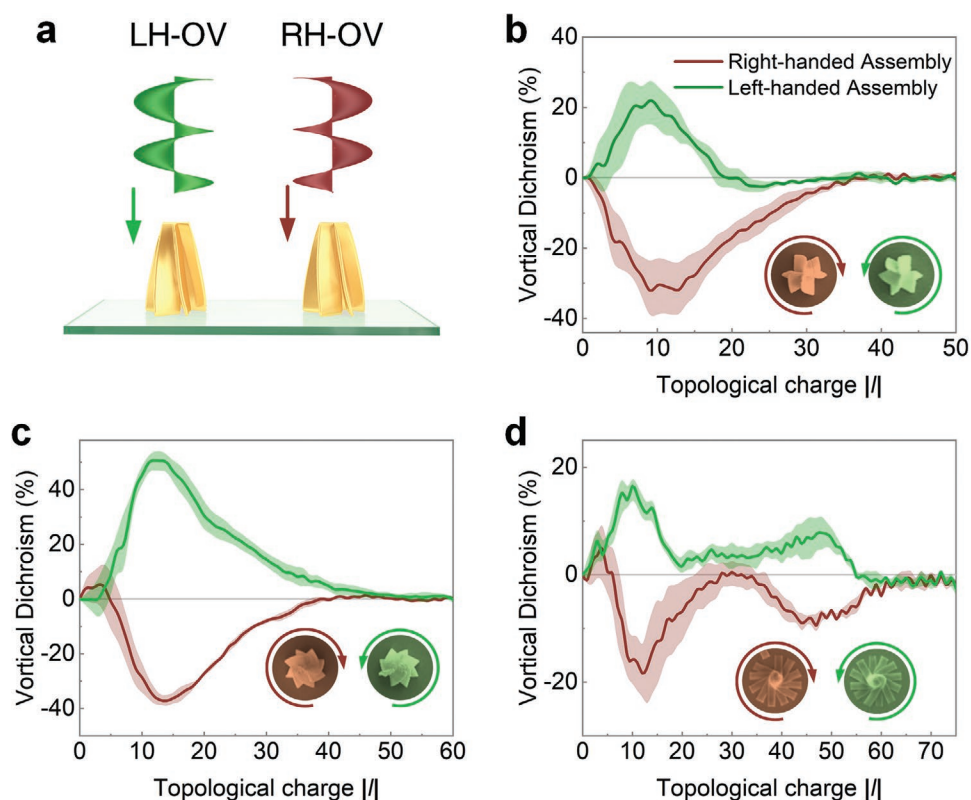 a
LH-OV RH-OV
b
Vortical Dichroism (%)
40
20
0
-20
-40
Right-handed Assembly
Left-handed Assembly
0 10 20 30 40 50
Topological charge |l|
c
Vortical Dichroism (%)
40
20
0
-20
-40
0 10 20 30 40 50 60
Topological charge |l|
d
Vortical Dichroism (%)
20
0
-20
0 10 20 30 40 50 60 70
Topological charge |l|